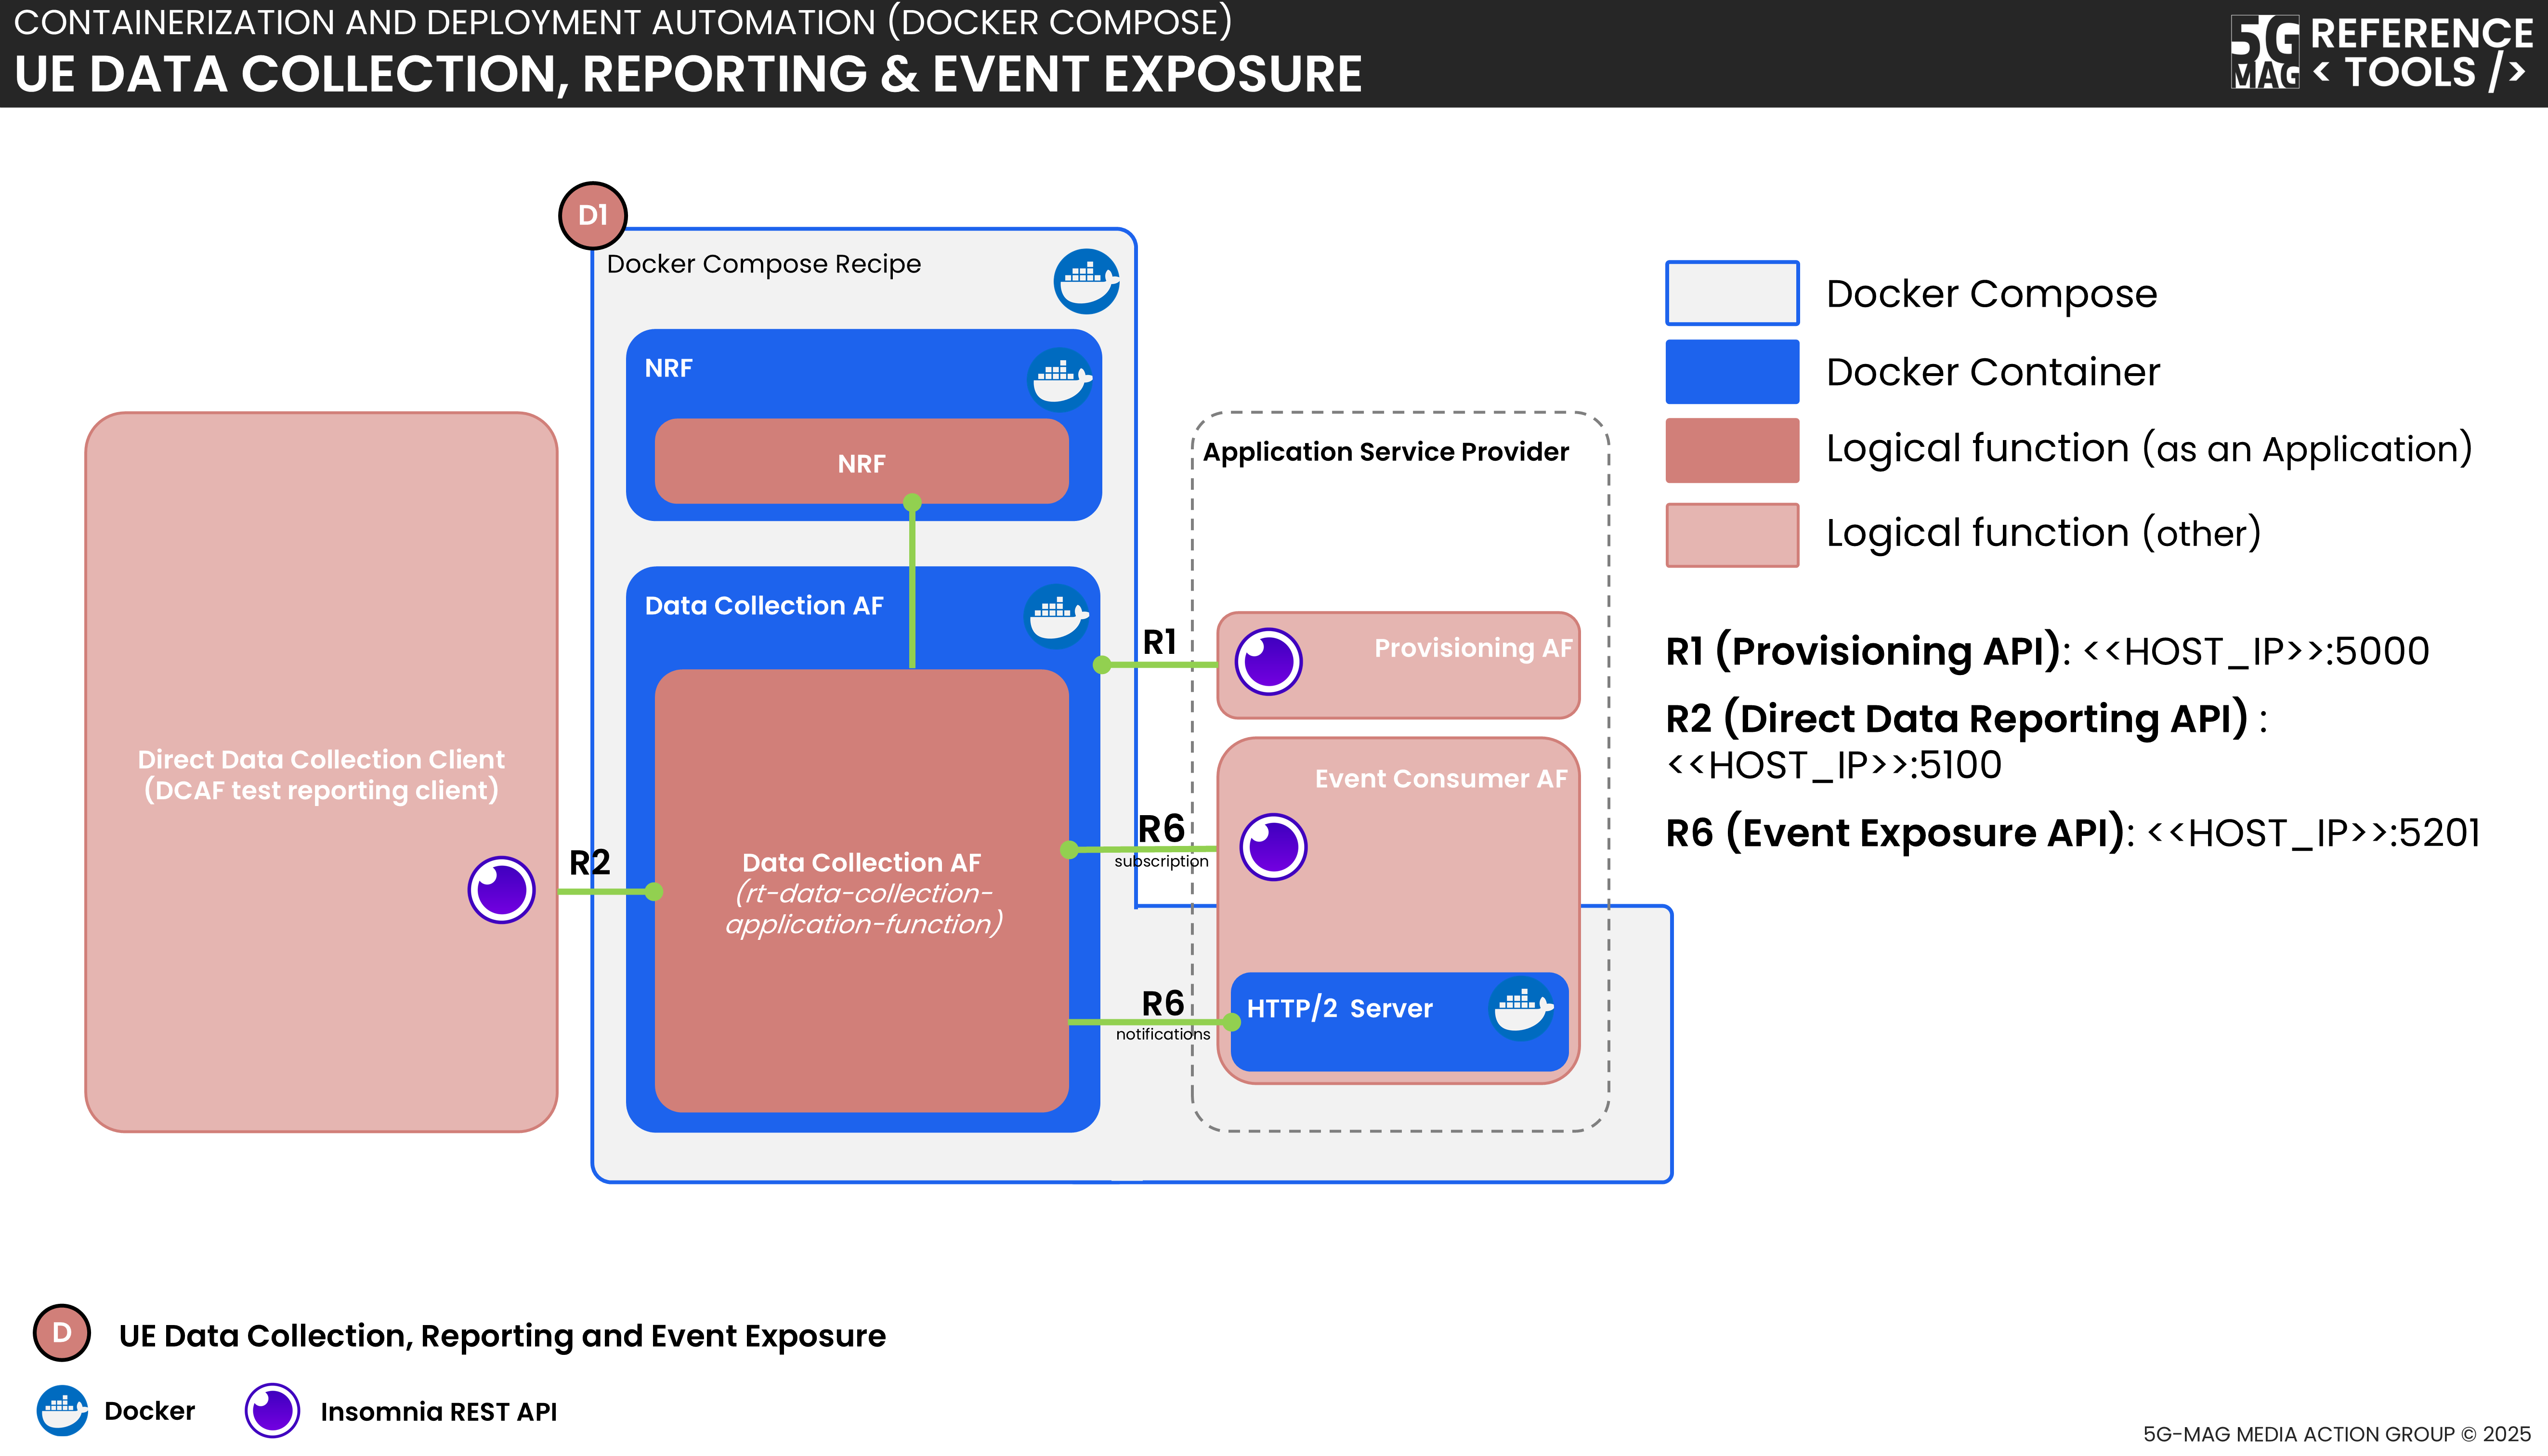 CONTAINERIZATION AND DEPLOYMENT AUTOMATION (DOCKER COMPOSE)
UE DATA COLLECTION, REPORTING & EVENT EXPOSURE
5G MAG
REFERENCE
< TOOLS />
D1
Docker Compose Recipe
NRF
NRF
Data Collection AF
Data Collection AF
(rt-data-collection-
application-function)
Direct Data Collection Client
(DCAF test reporting client)
R2
Application Service Provider
R1
Provisioning AF
Event Consumer AF
R6
subscription
R6
notifications
HTTP/2 Server
Docker Compose
Docker Container
Logical function (as an Application)
Logical function (other)
R1 (Provisioning API): <<HOST_IP>>:5000
R2 (Direct Data Reporting API) :
<<HOST_IP>>:5100
R6 (Event Exposure API): <<HOST_IP>>:5201
D
UE Data Collection, Reporting and Event Exposure
Docker
Insomnia REST API
5G-MAG MEDIA ACTION GROUP © 2025